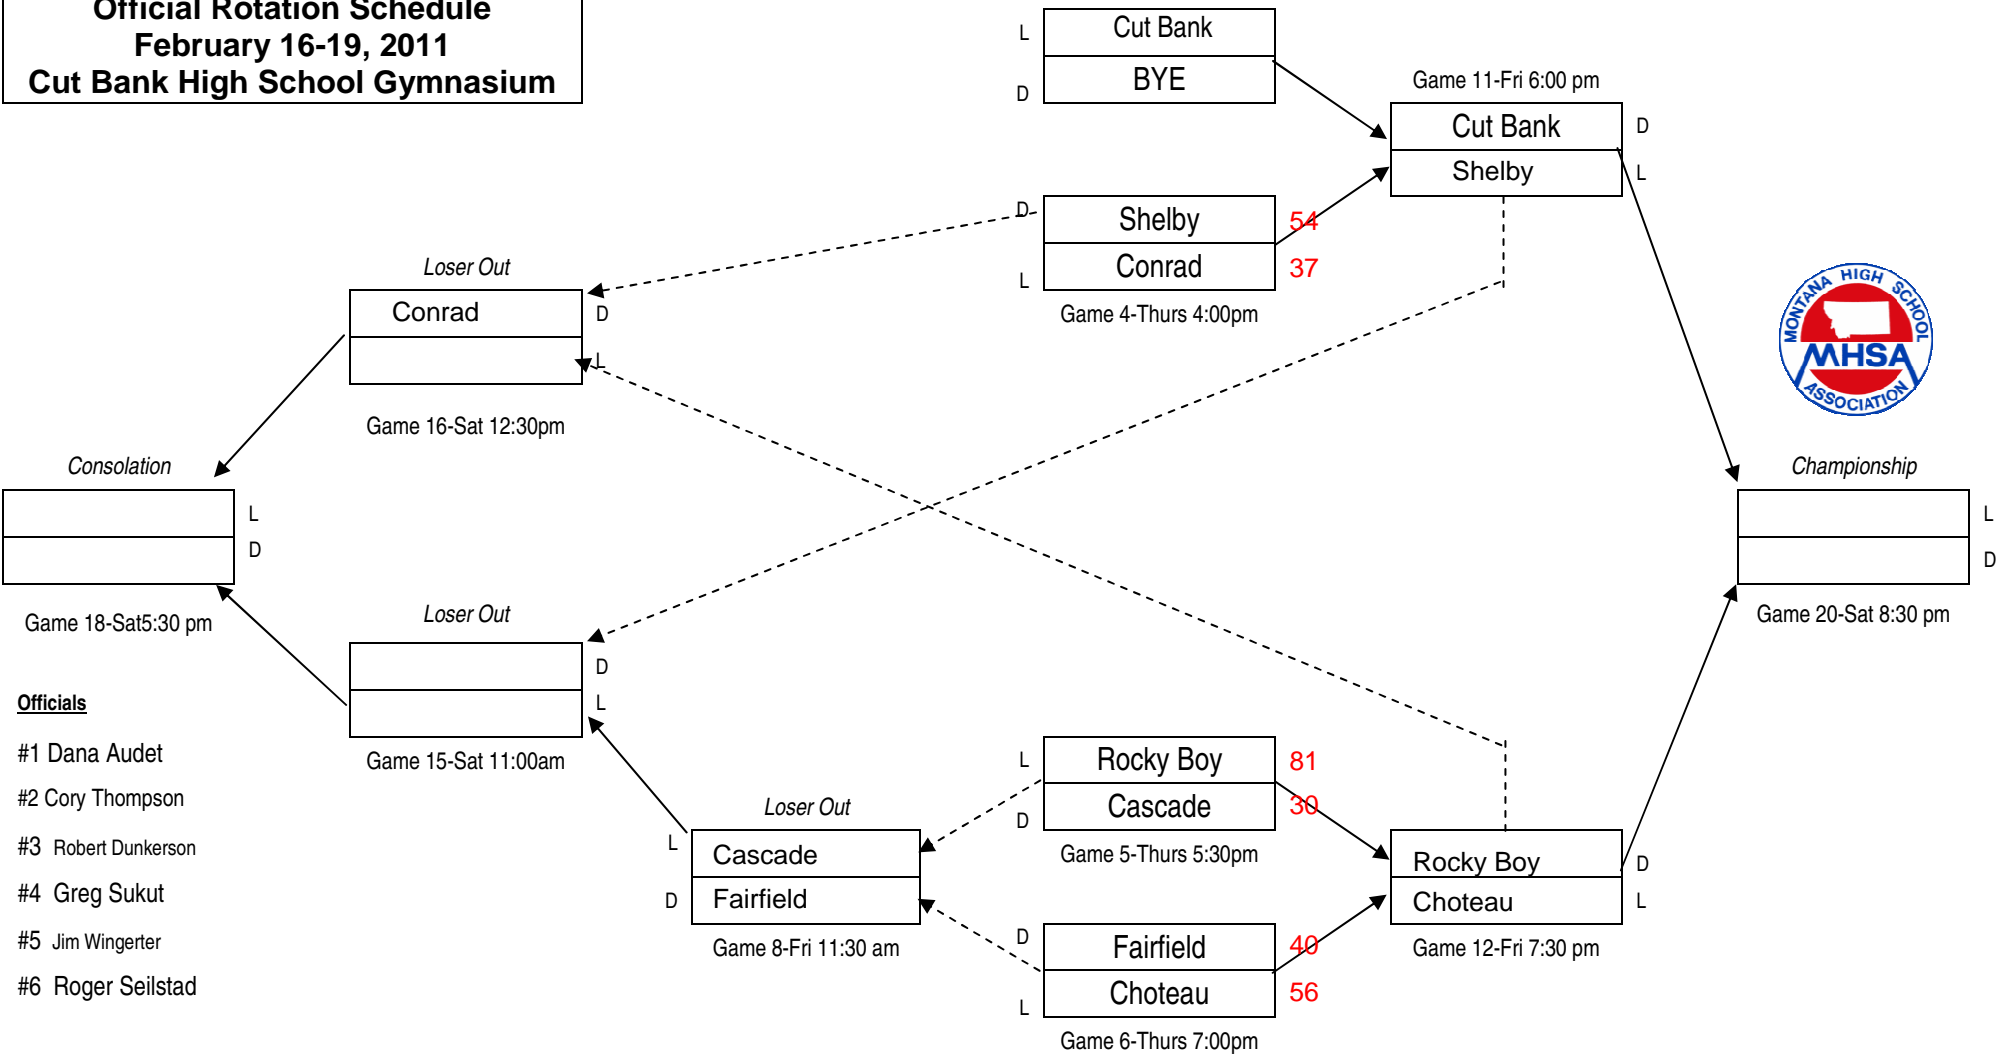 Official Rotation Schedule
February 16-19, 2011
Cut Bank High School Gymnasium
L
Cut Bank
D
BYE
Game 11-Fri 6:00 pm
Cut Bank
D
Shelby
L
D
Shelby
54
L
Conrad
37
Game 4-Thurs 4:00pm
Loser Out
Conrad
D
L
Game 16-Sat 12:30pm
MONTANA HIGH SCHOOL
MHSA
ASSOCIATION
Consolation
L
D
Game 18-Sat5:30 pm
Championship
L
D
Game 20-Sat 8:30 pm
Loser Out
D
L
Game 15-Sat 11:00am
Officials
#1 Dana Audet
#2 Cory Thompson
#3 Robert Dunkerson
#4 Greg Sukut
#5 Jim Wingerter
#6 Roger Seilstad
Loser Out
L
Cascade
D
Fairfield
Game 8-Fri 11:30 am
L
Rocky Boy
81
D
Cascade
30
Game 5-Thurs 5:30pm
Rocky Boy
D
Choteau
L
Game 12-Fri 7:30 pm
D
Fairfield
40
L
Choteau
56
Game 6-Thurs 7:00pm